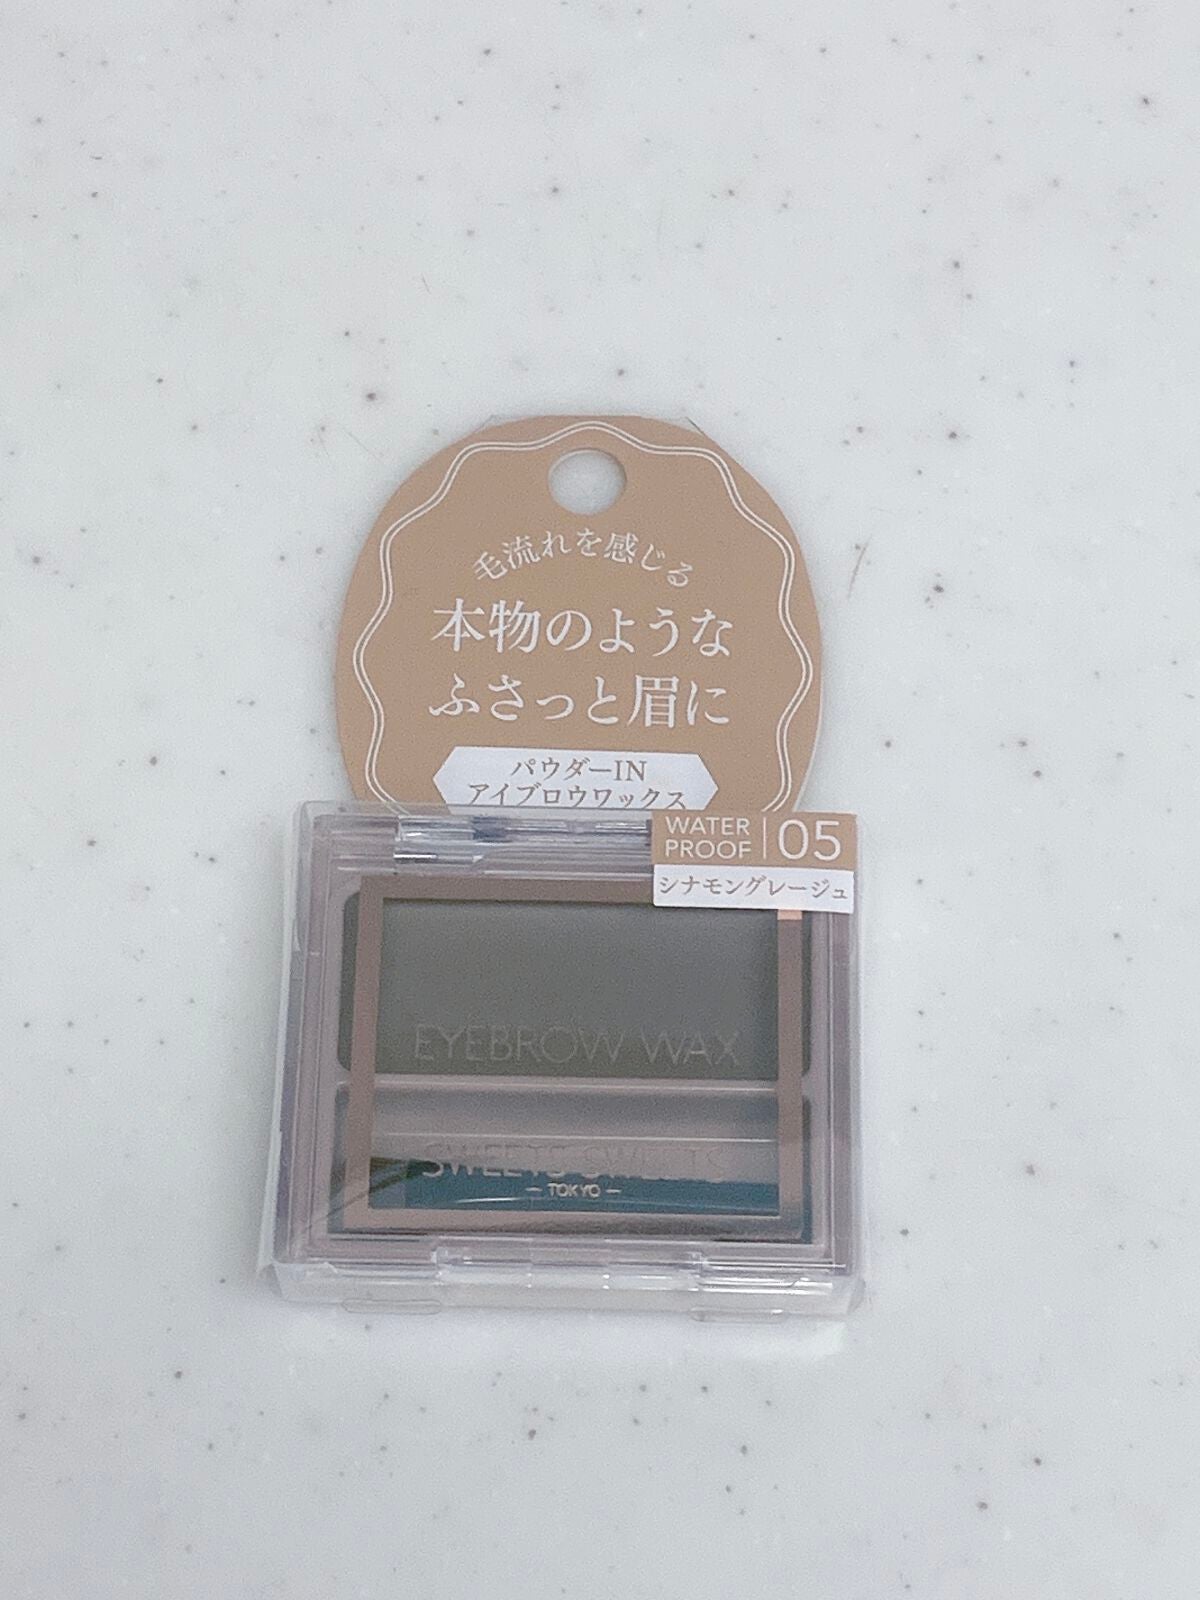 毛流れを感じる
本物のような
ふさっと眉に
パウダーIN
アイブロウワックス
WATER
PROOF
05
シナモングレージュ
EYEBROW WAX
SWEETS SWEETS
– TOKYO –